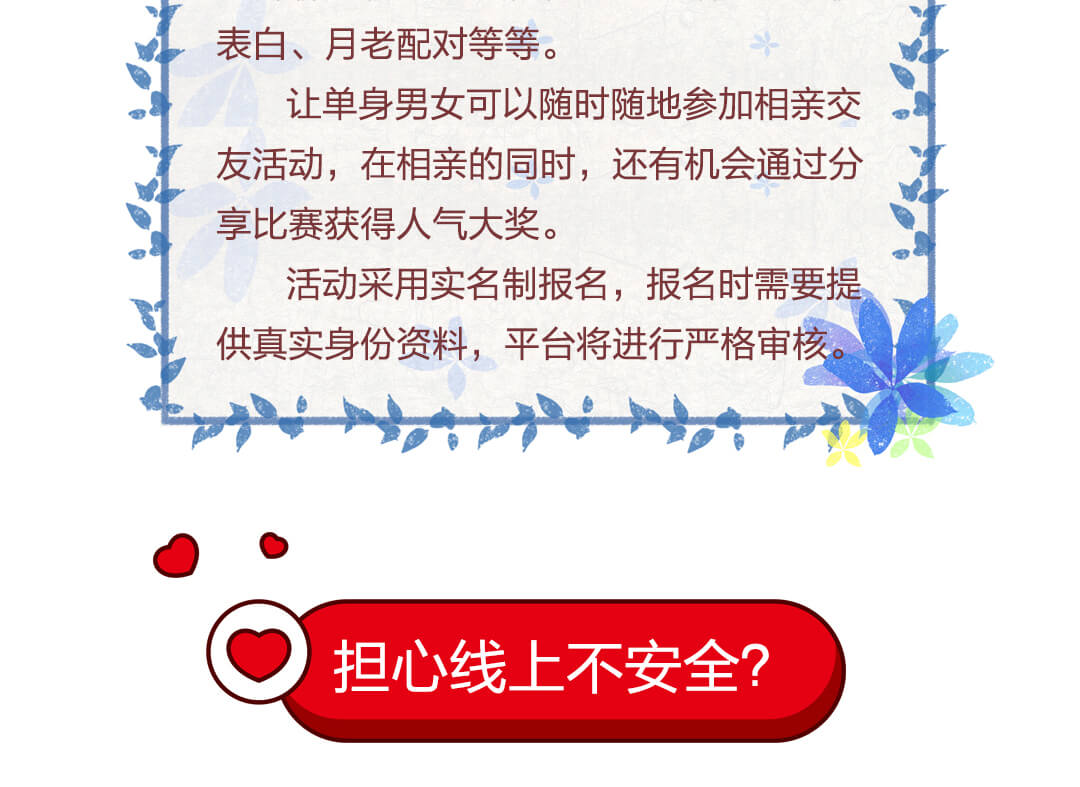 表白、月老配对等等。
让单身男女可以随时随地参加相亲交
友活动，在相亲的同时，还有机会通过分
享比赛获得人气大奖。
活动采用实名制报名，报名时需要提
供真实身份资料，平台将进行严格审核。
担心线上不安全？